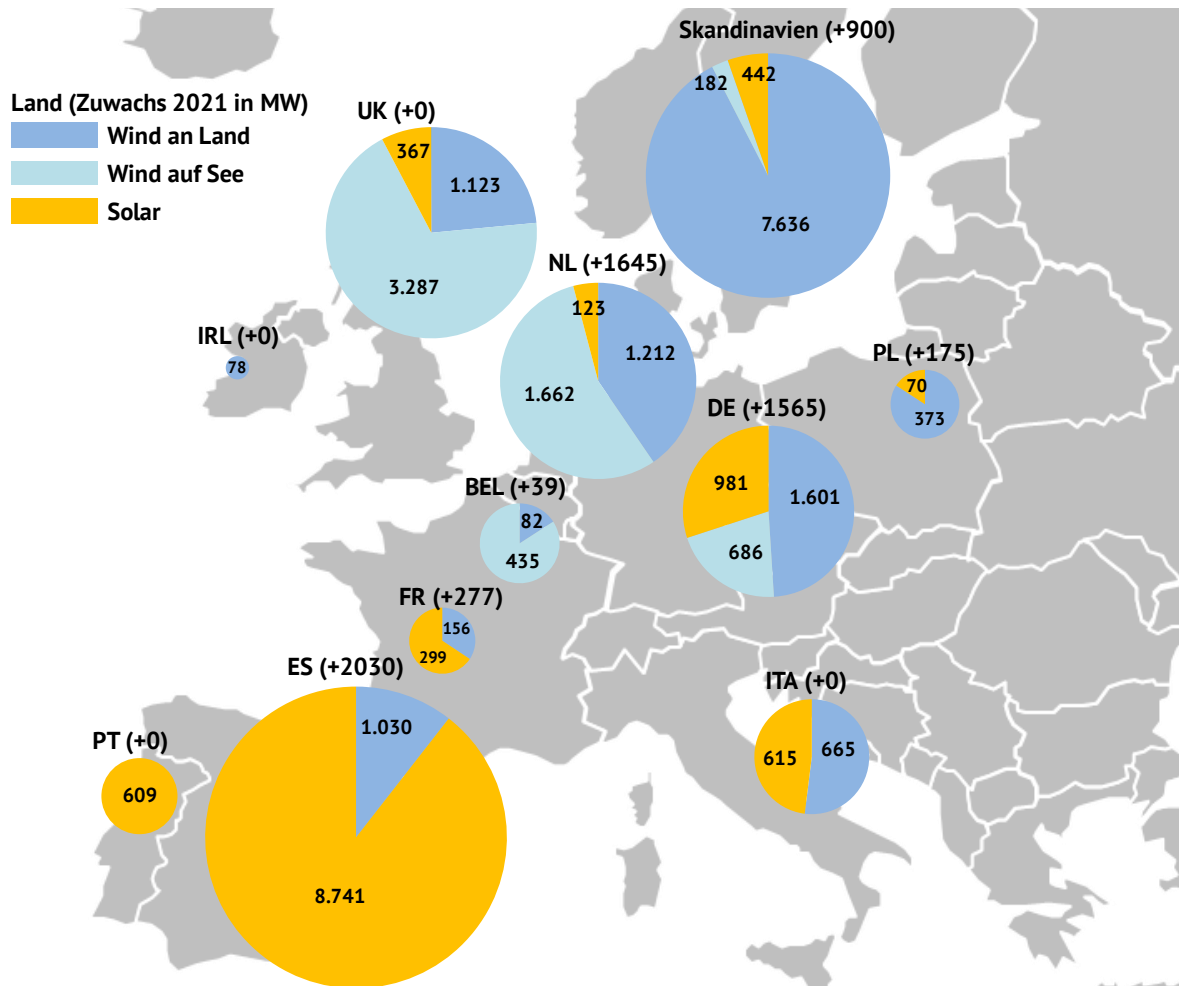 Skandinavien (+900)
182
442
7.636
Land (Zuwachs 2021 in MW)
Wind an Land
Wind auf See
Solar
UK (+0)
367
1.123
3.287
NL (+1645)
123
1.212
1.662
IRL (+0)
78
PL (+175)
70
373
DE (+1565)
981
1.601
686
BEL (+39)
82
435
FR (+277)
156
299
ES (+2030)
1.030
8.741
PT (+0)
609
ITA (+0)
615
665